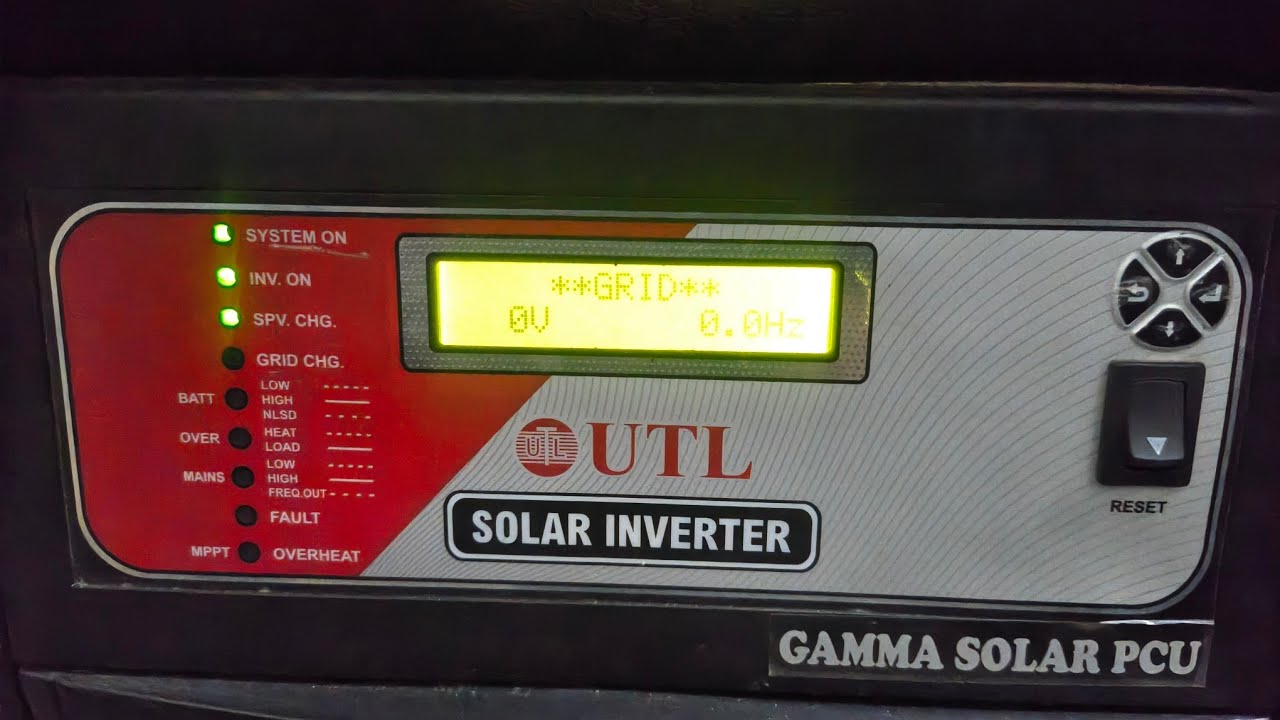 SYSTEM ON
INV. ON
SPV. CHG.
GRID CHG.
BATT
LOW - - - - -
HIGH ———
NLSD - - - -
OVER
HEAT - - - - -
LOAD ———
MAINS
LOW - - - - -
HIGH ———
FREQ.OUT - - - -
FAULT
MPPT OVERHEAT
**GRID**
0V 0.0Hz
UTL
UTL
SOLAR INVERTER
RESET
GAMMA SOLAR PCU